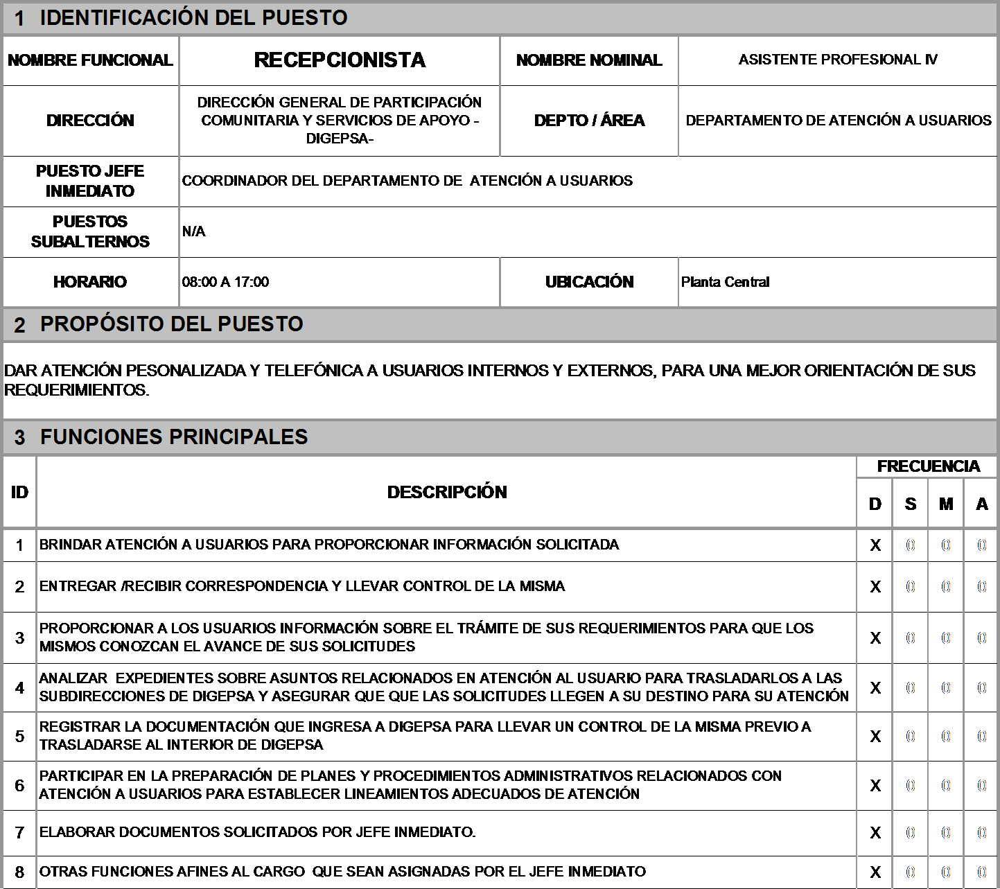 1 IDENTIFICACIÓN DEL PUESTO
NOMBRE FUNCIONAL RECEPCIONISTA NOMBRE NOMINAL ASISTENTE PROFESIONAL IV
DIRECCIÓN
DIRECCIÓN GENERAL DE PARTICIPACIÓN
COMUNITARIA Y SERVICIOS DE APOYO -
DIGEPSA-
DEPTO / ÁREA
DEPARTAMENTO DE ATENCIÓN A USUARIOS
PUESTO JEFE
INMEDIATO
COORDINADOR DEL DEPARTAMENTO DE ATENCIÓN A USUARIOS
PUESTOS
SUBALTERNOS
N/A
HORARIO 08:00 A 17:00 UBICACIÓN Planta Central
2 PROPÓSITO DEL PUESTO
DAR ATENCIÓN PESONALIZADA Y TELEFÓNICA A USUARIOS INTERNOS Y EXTERNOS, PARA UNA MEJOR ORIENTACIÓN DE SUS
REQUERIMIENTOS.
3 FUNCIONES PRINCIPALES
ID DESCRIPCIÓN FRECUENCIA
D S M A
1 BRINDAR ATENCIÓN A USUARIOS PARA PROPORCIONAR INFORMACIÓN SOLICITADA X 0 0 0
2 ENTREGAR /RECIBIR CORRESPONDENCIA Y LLEVAR CONTROL DE LA MISMA X 0 0 0
3 PROPORCIONAR A LOS USUARIOS INFORMACIÓN SOBRE EL TRÁMITE DE SUS REQUERIMIENTOS PARA QUE LOS
MISMOS CONOZCAN EL AVANCE DE SUS SOLICITUDES X 0 0 0
4 ANALIZAR EXPEDIENTES SOBRE ASUNTOS RELACIONADOS EN ATENCIÓN AL USUARIO PARA TRASLADARLOS A LAS
SUBDIRECCIONES DE DIGEPSA Y ASEGURAR QUE QUE LAS SOLICITUDES LLEGEN A SU DESTINO PARA SU ATENCIÓN X 0 0 0
5 REGISTRAR LA DOCUMENTACIÓN QUE INGRESA A DIGEPSA PARA LLEVAR UN CONTROL DE LA MISMA PREVIO A
TRASLADARSE AL INTERIOR DE DIGEPSA X 0 0 0
6 PARTICIPAR EN LA PREPARACIÓN DE PLANES Y PROCEDIMIENTOS ADMINISTRATIVOS RELACIONADOS CON
ATENCIÓN A USUARIOS PARA ESTABLECER LINEAMIENTOS ADECUADOS DE ATENCIÓN X 0 0 0
7 ELABORAR DOCUMENTOS SOLICITADOS POR JEFE INMEDIATO. X 0 0 0
8 OTRAS FUNCIONES AFINES AL CARGO QUE SEAN ASIGNADAS POR EL JEFE INMEDIATO X 0 0 0